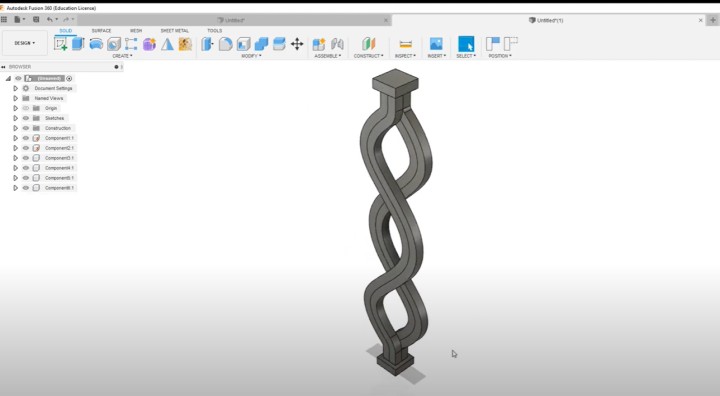 Autodesk Fusion 360 (Education License)
Untitled*
Untitled*(1)
SOLID SURFACE MESH SHEET METAL TOOLS
DESIGN
CREATE MODIFY ASSEMBLE CONSTRUCT INSPECT INSERT SELECT POSITION
BROWSER
(Unsaved)
Document Settings
Named Views
Origin
Sketches
Construction
Component1:1
Component2:1
Component3:1
Component4:1
Component5:1
Component6:1